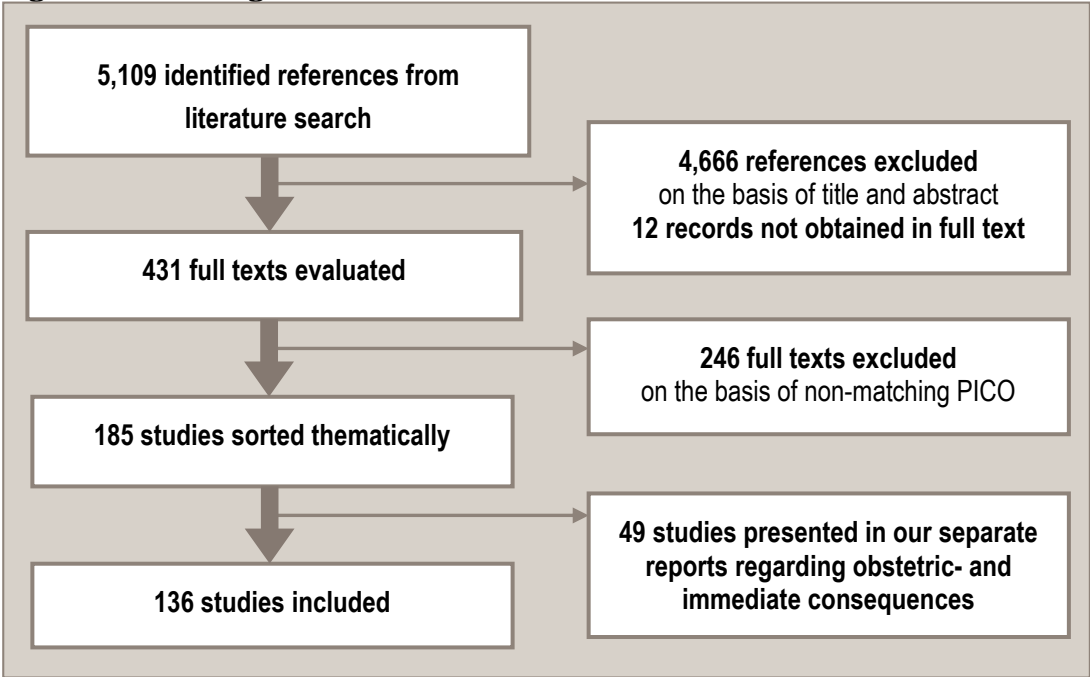 5,109 identified references from
literature search
4,666 references excluded
on the basis of title and abstract
12 records not obtained in full text
431 full texts evaluated
246 full texts excluded
on the basis of non-matching PICO
185 studies sorted thematically
49 studies presented in our separate
reports regarding obstetric- and
immediate consequences
136 studies included